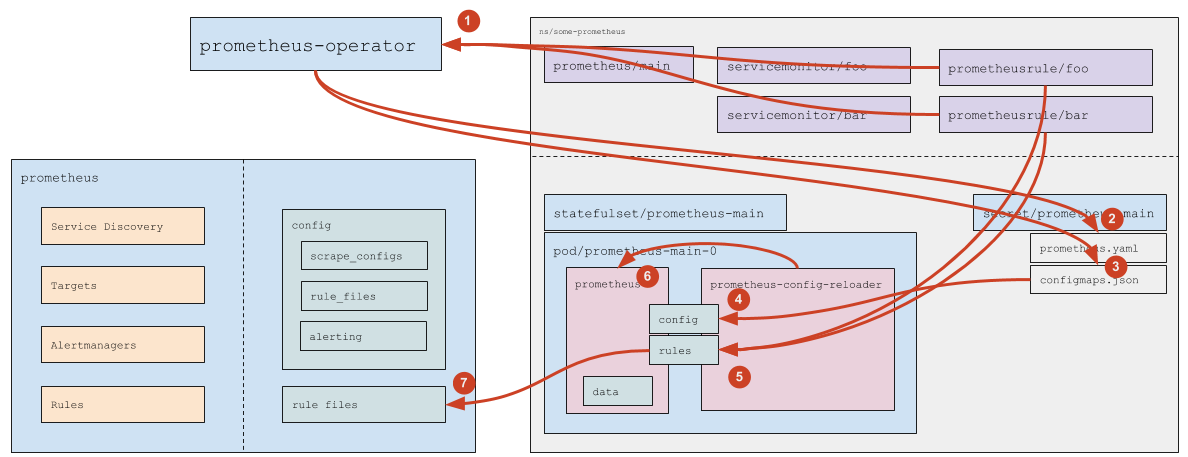 prometheus-operator
1
ns/some-prometheus
prometheus/main
servicemonitor/foo
prometheusrule/foo
servicemonitor/bar
prometheusrule/bar
prometheus
Service Discovery
Targets
Alertmanagers
Rules
config
scrape_configs
rule_files
alerting
rule files
7
statefulset/prometheus-main
secret/prometheus-main
2
prometheus.yaml
3
configmaps.json
pod/prometheus-main-0
6
prometheus
prometheus-config-reloader
4
config
rules
5
data